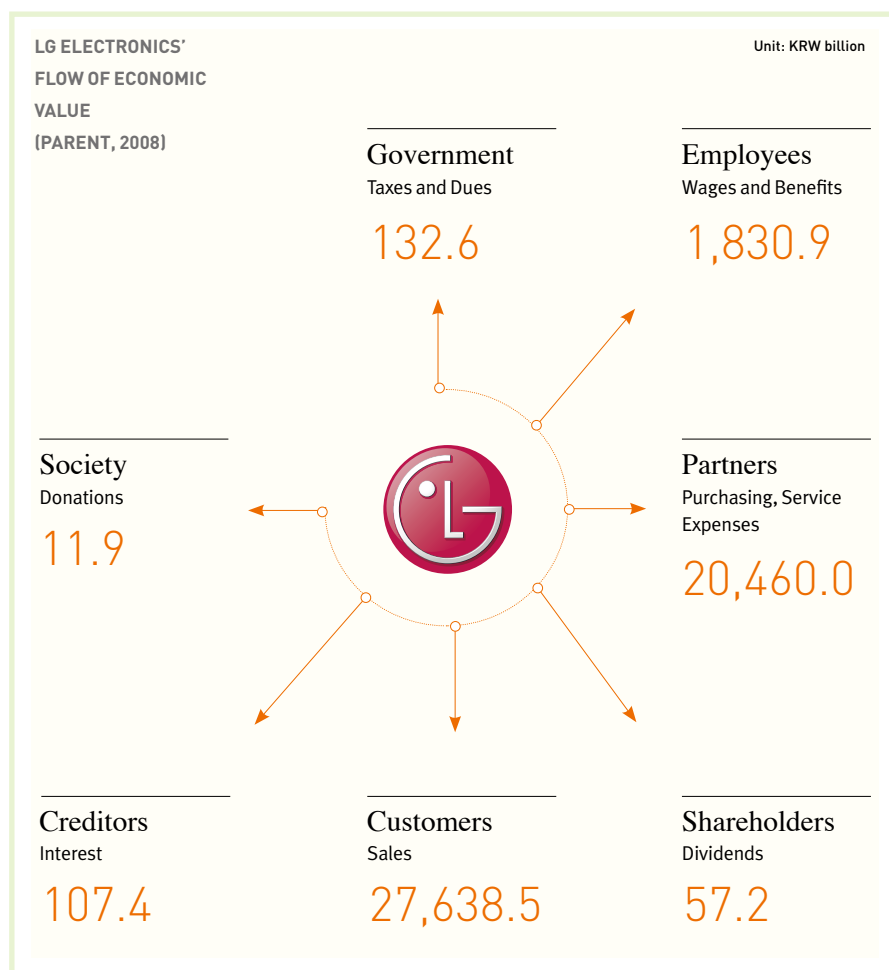 LG ELECTRONICS’
FLOW OF ECONOMIC
VALUE
(PARENT, 2008)
Unit: KRW billion
Government
Taxes and Dues
132.6
Employees
Wages and Benefits
1,830.9
Society
Donations
11.9
LG
Partners
Purchasing, Service
Expenses
20,460.0
Creditors
Interest
107.4
Customers
Sales
27,638.5
Shareholders
Dividends
57.2